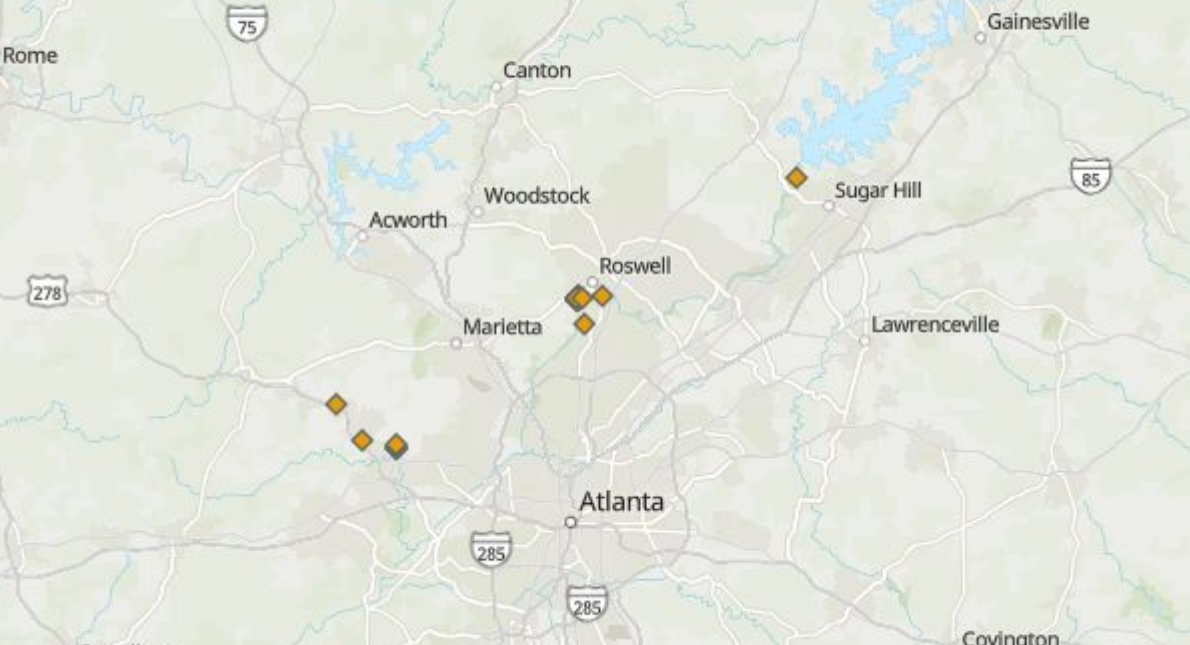 Gainesville
75
Rome
Canton
85
Sugar Hill
Woodstock
Acworth
Roswell
278
Marietta
Lawrenceville
Atlanta
285
285
Covington